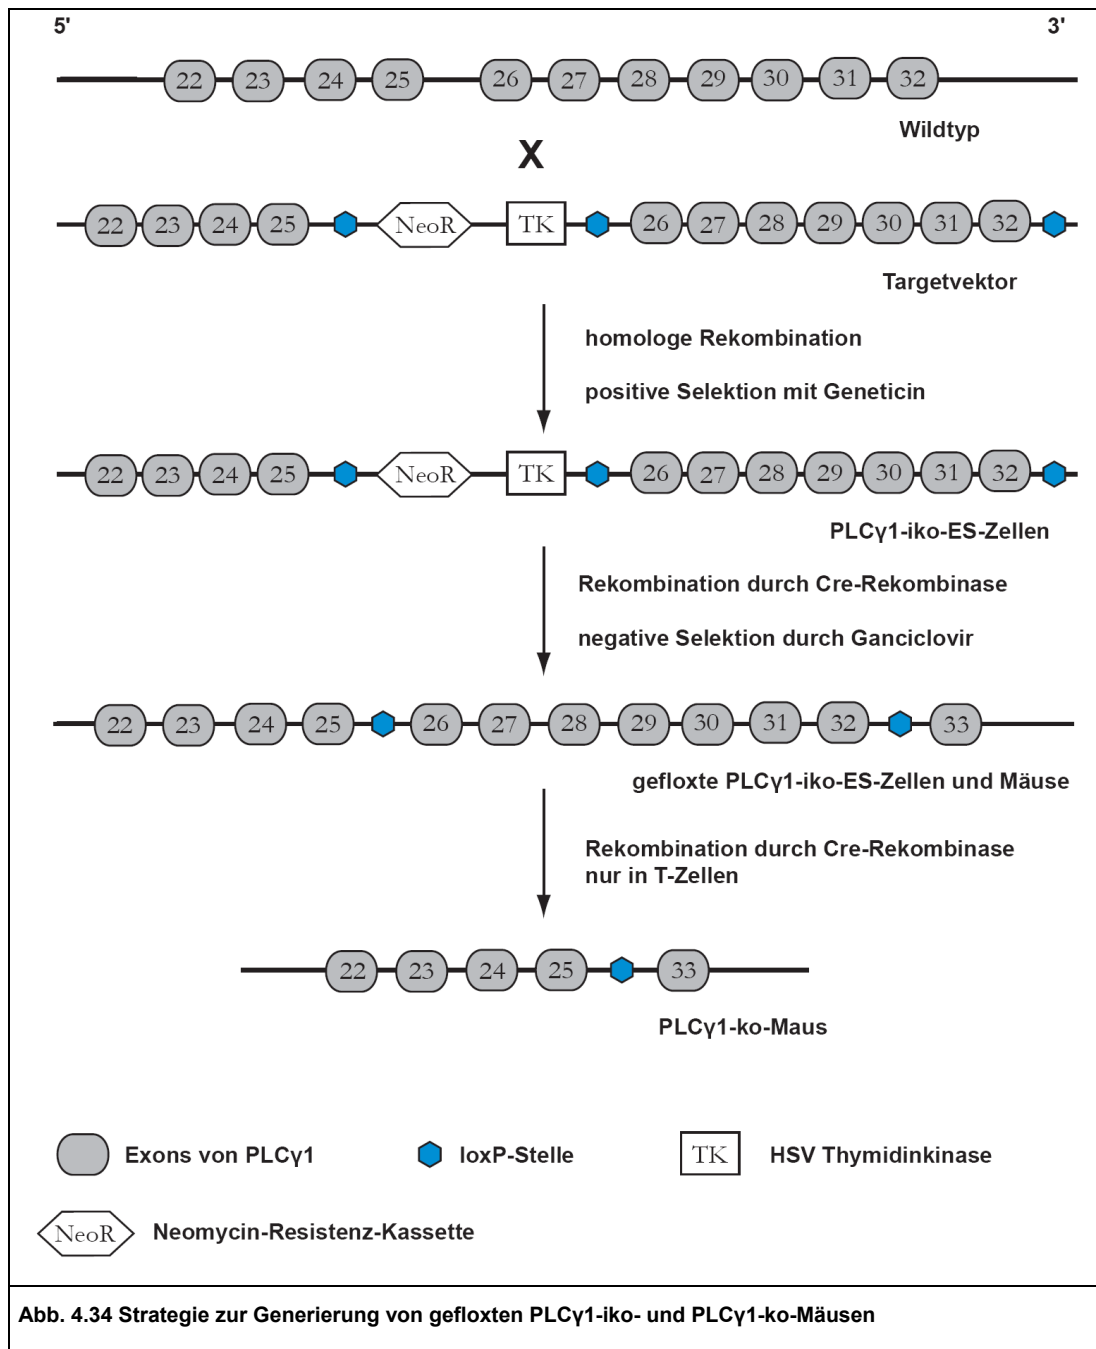 5' 3'
22 23 24 25 26 27 28 29 30 31 32
Wildtyp
X
22 23 24 25 NeoR TK 26 27 28 29 30 31 32
Targetvektor
homologe Rekombination
positive Selektion mit Geneticin
22 23 24 25 NeoR TK 26 27 28 29 30 31 32
PLCγ1-iko-ES-Zellen
Rekombination durch Cre-Rekombinase
negative Selektion durch Ganciclovir
22 23 24 25 26 27 28 29 30 31 32 33
gefloxte PLCγ1-iko-ES-Zellen und Mäuse
Rekombination durch Cre-Rekombinase
nur in T-Zellen
22 23 24 25 33
PLCγ1-ko-Maus
Exons von PLCγ1 loxP-Stelle TK HSV Thymidinkinase
NeoR Neomycin-Resistenz-Kassette
Abb. 4.34 Strategie zur Generierung von gefloxten PLCγ1-iko- und PLCγ1-ko-Mäusen